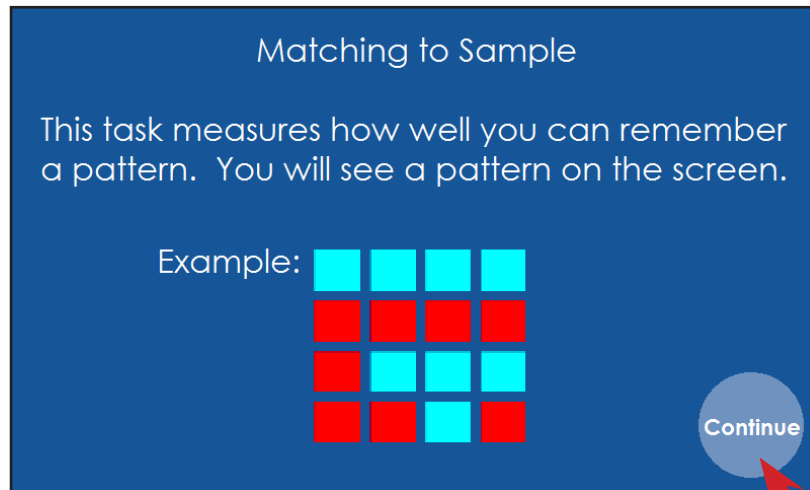 Matching to Sample
This task measures how well you can remember
a pattern. You will see a pattern on the screen.
Example:
Continue